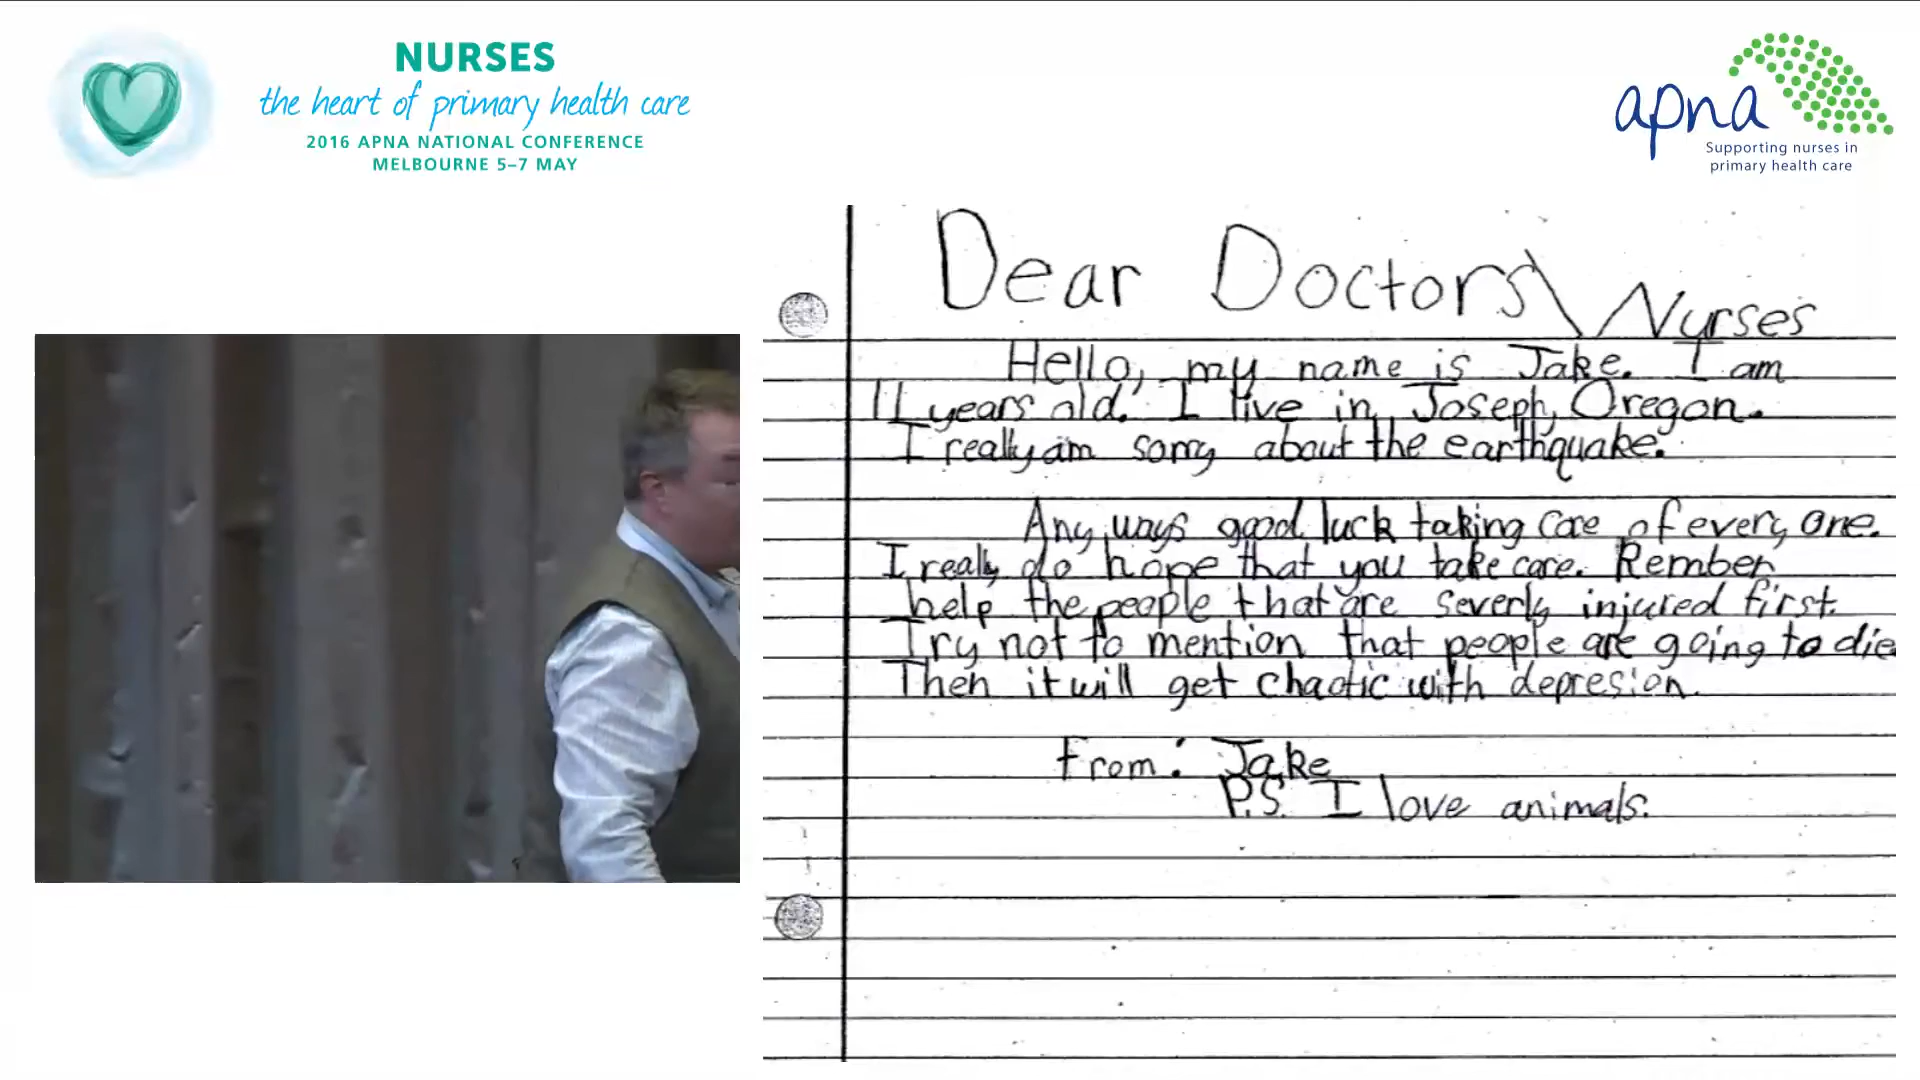 NURSES
the heart of primary health care
2016 APNA NATIONAL CONFERENCE
MELBOURNE 5–7 MAY
apna
Supporting nurses in
primary health care
Dear Doctors\ Nurses
Hello, my name is Jake. I am
11 years old. I live in Joseph, Oregon.
I really am sorry about the earthquake.
Any ways good luck taking care of every one.
I really do hope that you take care. Rember
help the people that are severly injured first.
Try not to mention that people are going to die
Then it will get chaotic with depresion.
from: Jake
P.S. I love animals.